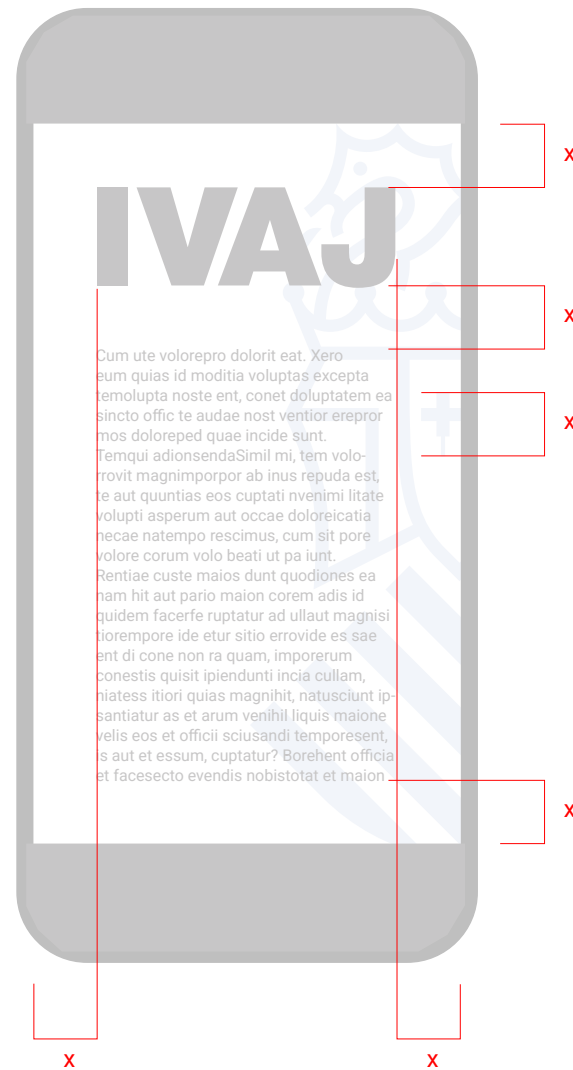 X
IVAJ
X
Cum ute volorepro dolorit eat. Xero
eum quias id moditia voluptas excepta
temolupta noste ent, conet doluptatem ea
sincto offic te audae nost ventior erepror
X
mos doloreped quae incide sunt.
Temqui adionsendaSimil mi, tem volo-
rrovit magnimporpor ab inus repuda est,
te aut quuntias eos cuptati nvenimi litate
volupti asperum aut occae doloreicatia
necae natempo rescimus, cum sit pore
volore corum volo beati ut pa iunt.
Rentiae custe maios dunt quodiones ea
nam hit aut pario maion corem adis id
quidem facerfe ruptatur ad ullaut magnisi
tiorempore ide etur sitio errovide es sae
ent di cone non ra quam, imporerum
conestis quisit ipiendunti incia cullam,
niatess itiori quias magnihit, natusciunt ip-
santiatur as et arum venihil liquis maione
velis eos et officii sciusandi temporesent,
is aut et essum, cuptatur? Borehent officia
et facesecto evendis nobistotat et maion
X
X
X